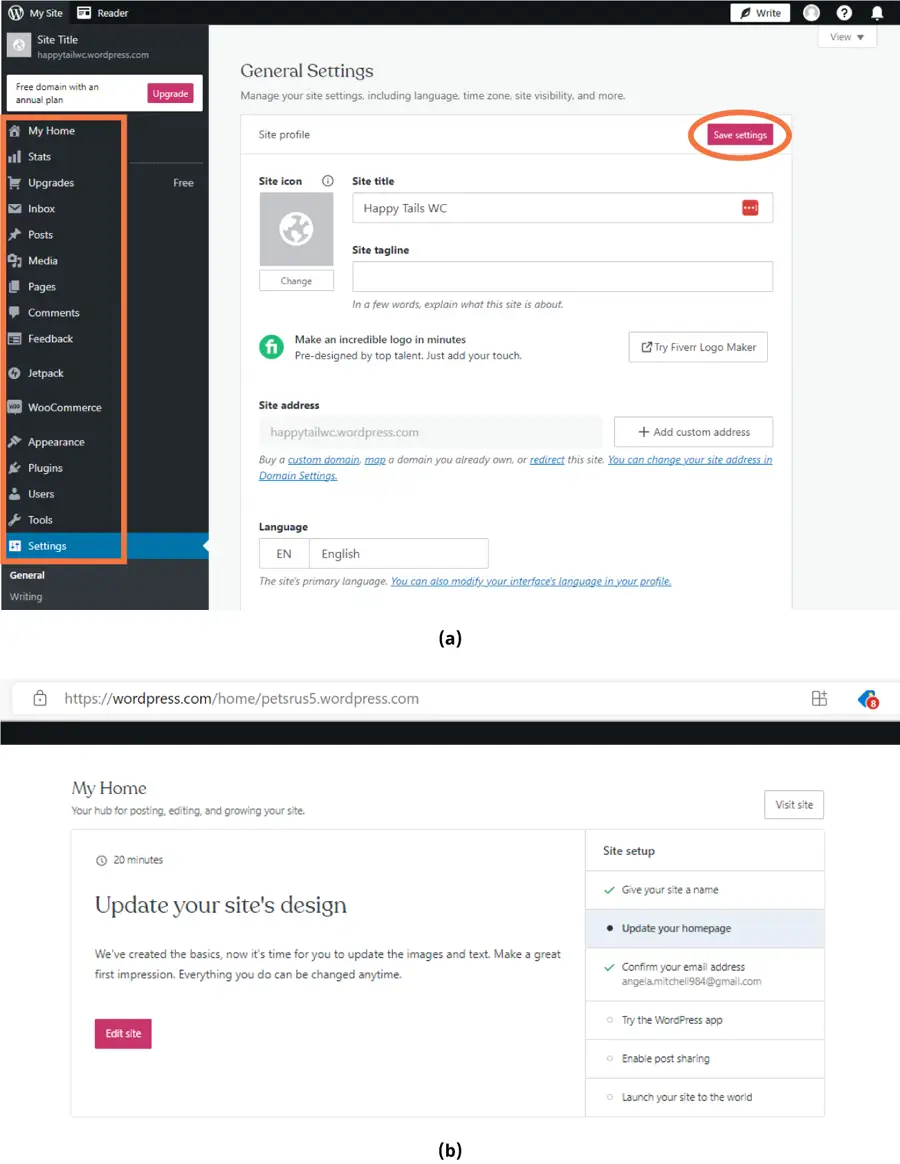 My Site Reader Write
Site Title
happytailwc.wordpress.com
View ▼
Free domain with an
annual plan
Upgrade
My Home
Stats
Upgrades Free
Inbox
Posts
Media
Pages
Comments
Feedback
Jetpack
WooCommerce
Appearance
Plugins
Users
Tools
Settings
General
Writing
General Settings
Manage your site settings, including language, time zone, site visibility, and more.
Site profile
Save settings
Site icon
Change
Site title
Happy Tails WC
Site tagline
In a few words, explain what this site is about.
fi
Make an incredible logo in minutes
Pre-designed by top talent. Just add your touch.
Try Fiverr Logo Maker
Site address
happytailwc.wordpress.com
+ Add custom address
Buy a custom domain, map a domain you already own, or redirect this site. You can change your site address in
Domain Settings.
Language
EN English
The site's primary language. You can also modify your interface's language in your profile.
(a)
https://wordpress.com/home/petsrus5.wordpress.com
8
My Home
Your hub for posting, editing, and growing your site.
Visit site
20 minutes
Update your site's design
We've created the basics, now it's time for you to update the images and text. Make a great
first impression. Everything you do can be changed anytime.
Edit site
Site setup
Give your site a name
Update your homepage
Confirm your email address
angela.mitchell984@gmail.com
Try the WordPress app
Enable post sharing
Launch your site to the world
(b)